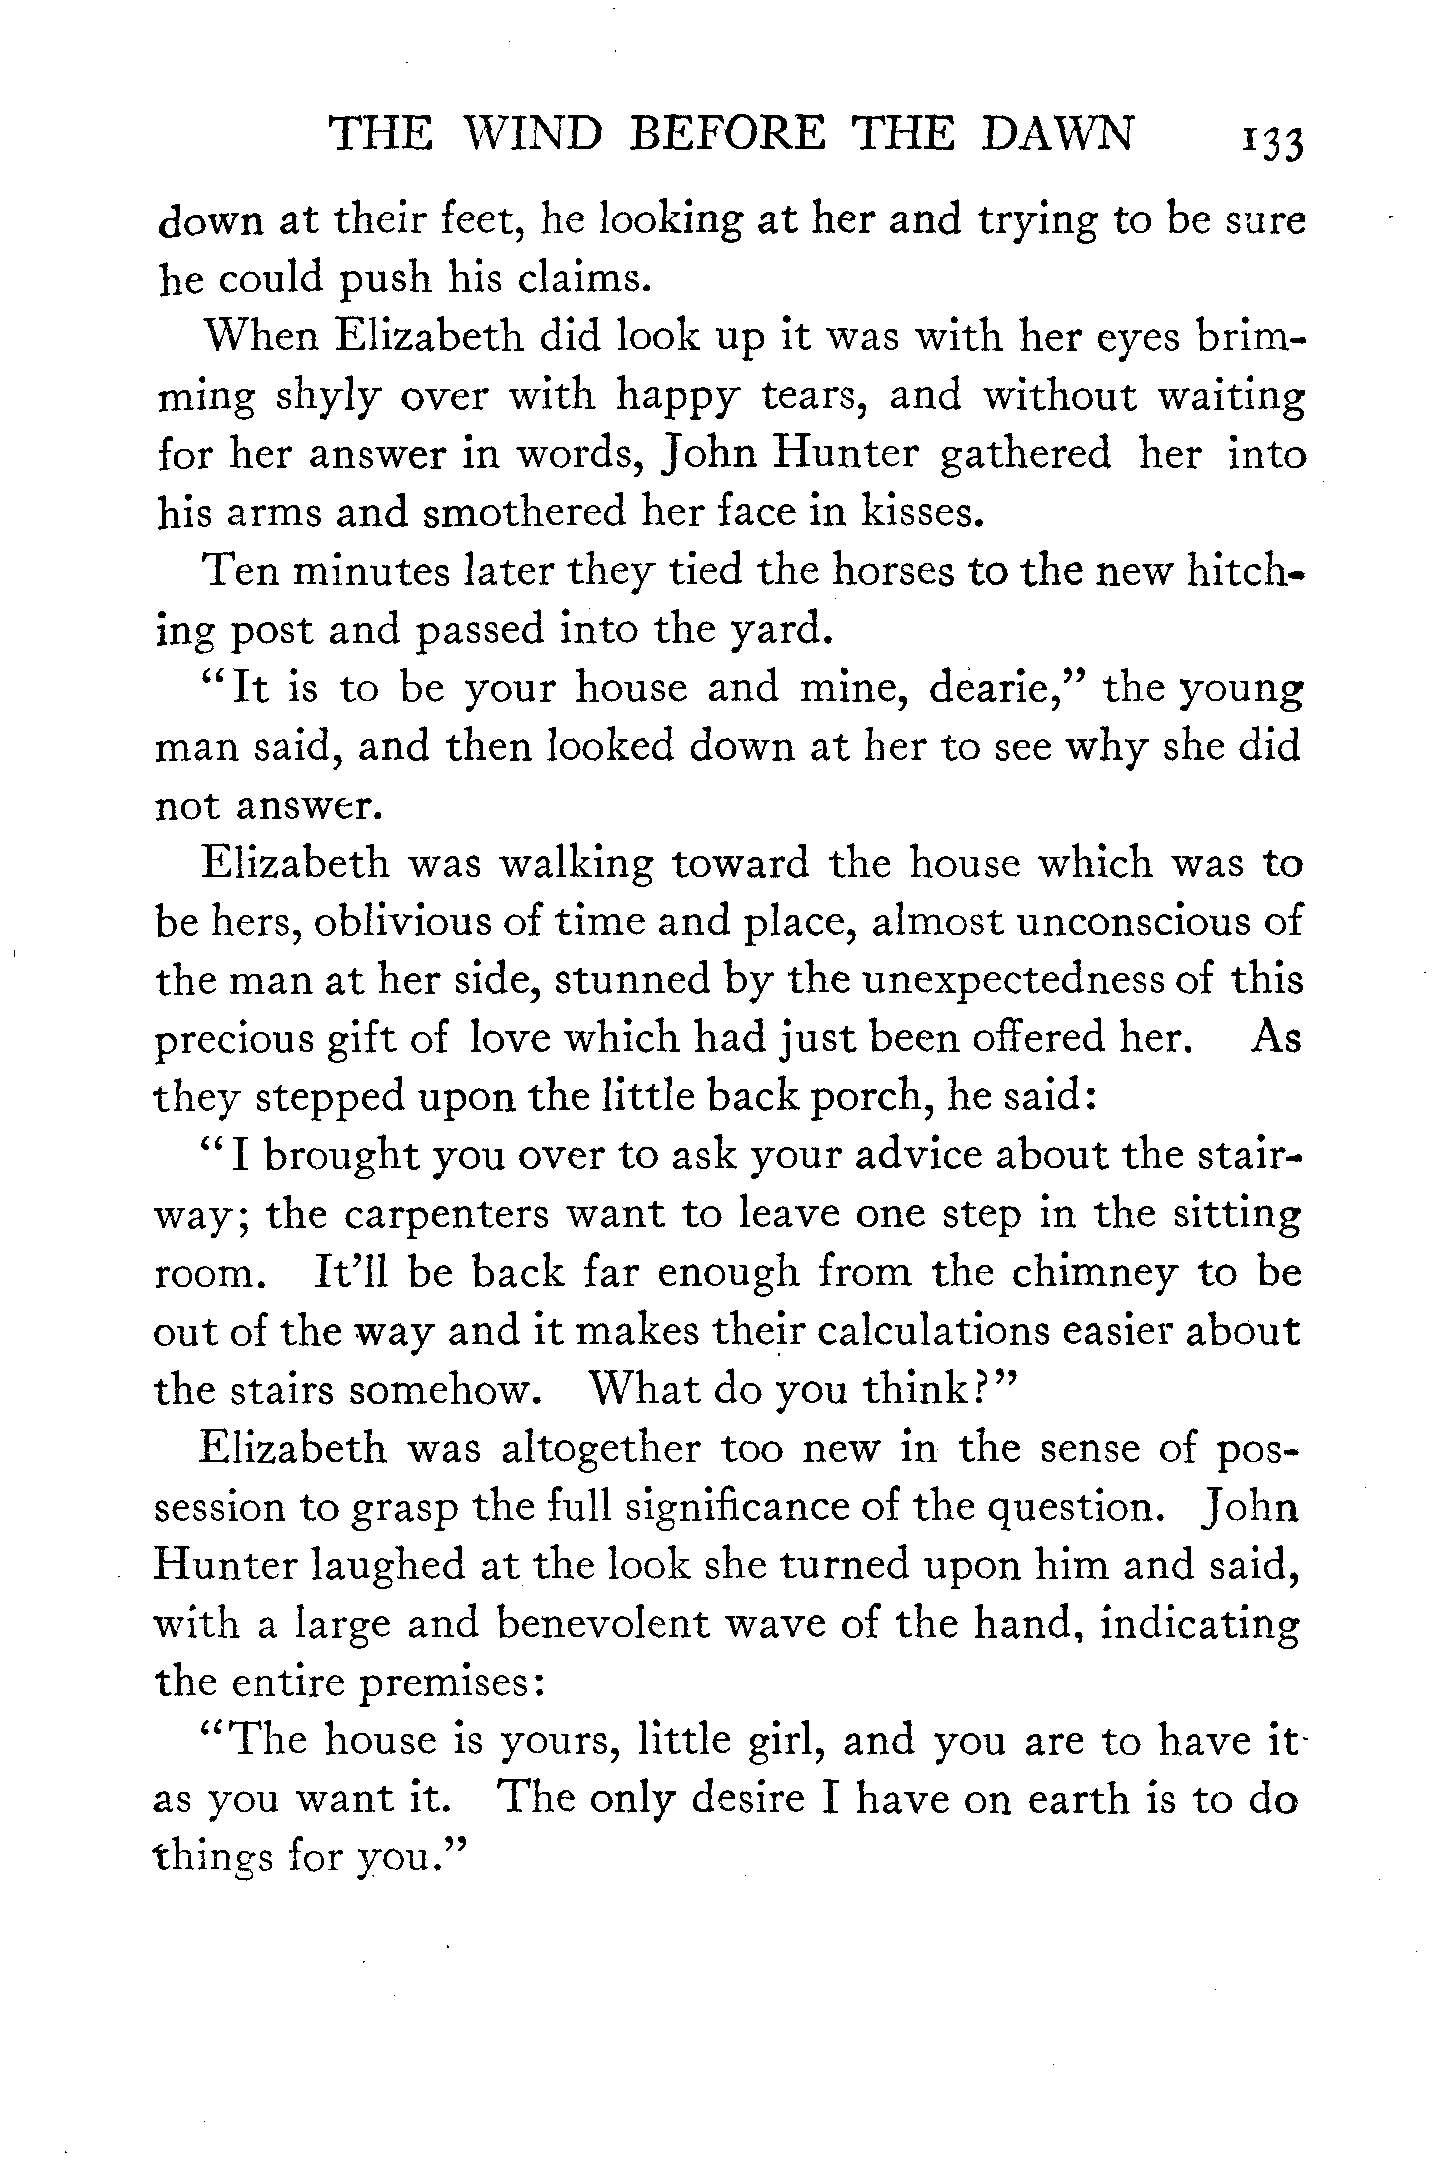 THE WIND BEFORE THE DAWN 133
down at their feet, he looking at her and trying to be sure
he could push his claims.
When Elizabeth did look up it was with her eyes brim-
ming shyly over with happy tears, and without waiting
for her answer in words, John Hunter gathered her into
his arms and smothered her face in kisses.
Ten minutes later they tied the horses to the new hitch-
ing post and passed into the yard.
“It is to be your house and mine, dearie,” the young
man said, and then looked down at her to see why she did
not answer.
Elizabeth was walking toward the house which was to
be hers, oblivious of time and place, almost unconscious of
the man at her side, stunned by the unexpectedness of this
precious gift of love which had just been offered her. As
they stepped upon the little back porch, he said:
“I brought you over to ask your advice about the stair-
way; the carpenters want to leave one step in the sitting
room. It’ll be back far enough from the chimney to be
out of the way and it makes their calculations easier about
the stairs somehow. What do you think?”
Elizabeth was altogether too new in the sense of pos-
session to grasp the full significance of the question. John
Hunter laughed at the look she turned upon him and said,
with a large and benevolent wave of the hand, indicating
the entire premises:
“The house is yours, little girl, and you are to have it
as you want it. The only desire I have on earth is to do
things for you.”